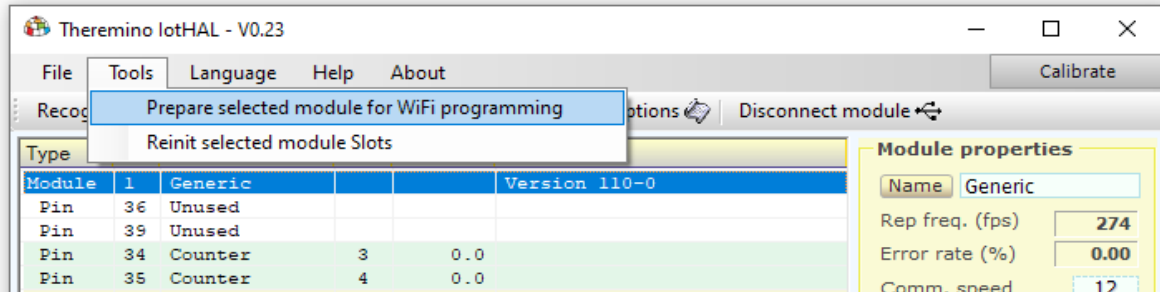 Theremino IotHAL - V0.23
File Tools Language Help About Calibrate
Prepare selected module for WiFi programming
Disconnect module
Reinit selected module Slots
Type
Module 1 Generic Version 110-0
Pin 36 Unused
Pin 39 Unused
Pin 34 Counter 3 0.0
Pin 35 Counter 4 0.0
Module properties
Name Generic
Rep freq. (fps) 274
Error rate (%) 0.00
Comm. speed 12